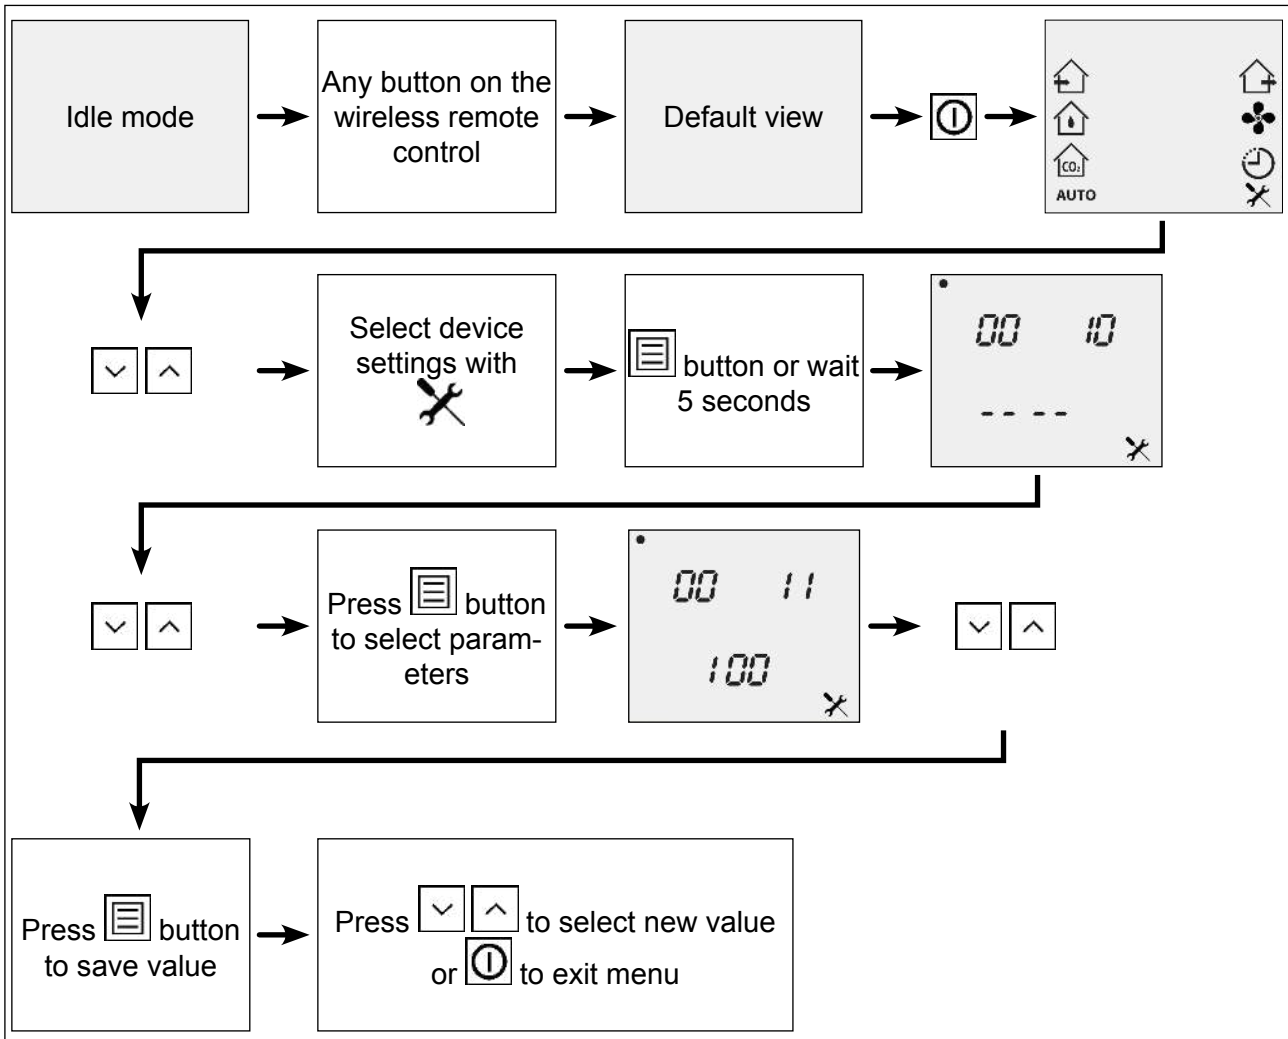 Idle mode
Any button on the
wireless remote
control
Default view
CO₂
AUTO
Select device
settings with
button or wait
5 seconds
00 10
- - - -
Press button
to select param-
eters
00 11
100
Press button
to save value
Press to select new value
or to exit menu